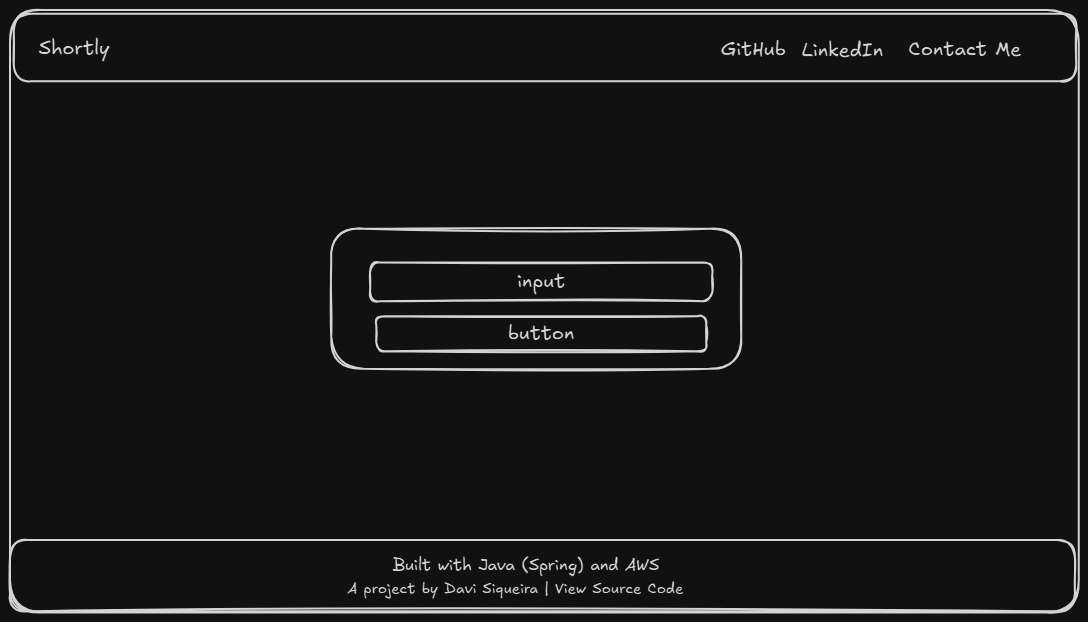 Shortly GitHub LinkedIn Contact Me
input
button
Built with Java (Spring) and AWS
A project by Davi Siqueira | View Source Code